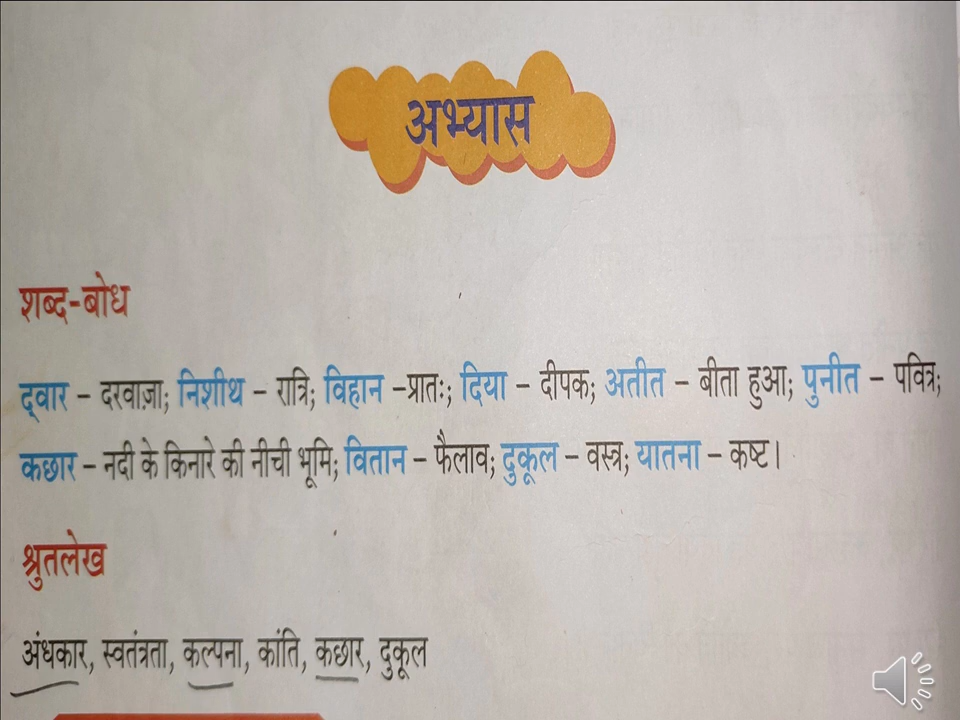 अभ्यास
शब्द-बोध
द्‌वार – दरवाज़ा; निशीथ – रात्रि; विहान –प्रातः; दिया – दीपक; अतीत – बीता हुआ; पुनीत – पवित्र;
कछार – नदी के किनारे की नीची भूमि; वितान – फैलाव; दुकूल – वस्त्र; यातना – कष्ट।
श्रुतलेख
अंधकार, स्वतंत्रता, कल्पना, कांति, कछार, दुकूल